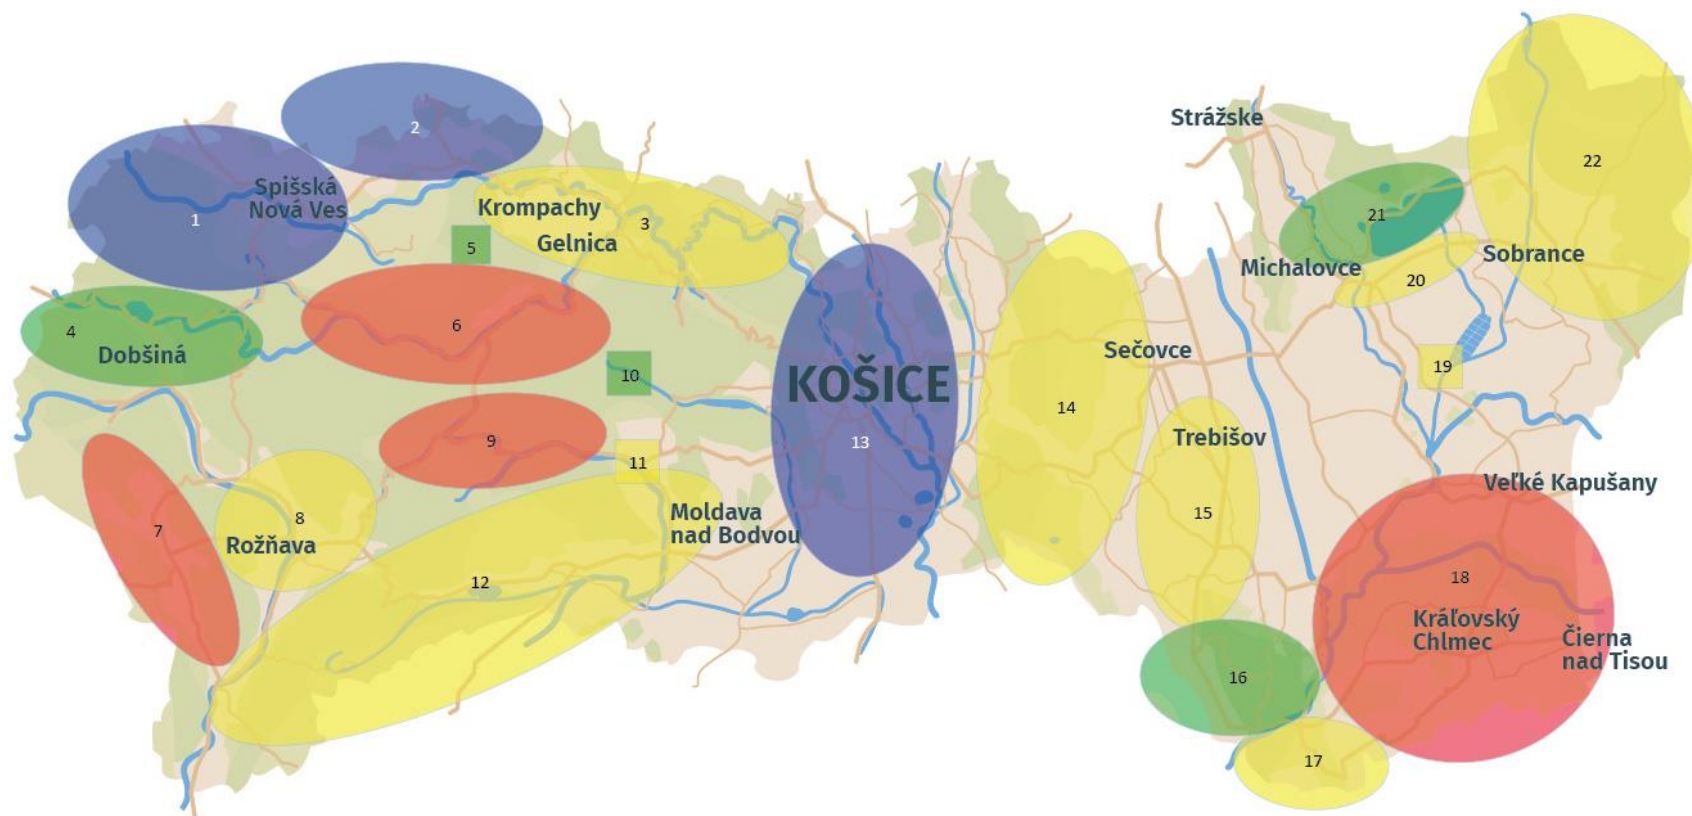 Strážske
2
22
Spišská
Nová Ves
1
Krompachy
3
21
Gelnica
5
Sobrance
Michalovce
20
4
6
Dobšiná
Sečovce
19
10
KOŠICE
14
9
13
Trebišov
11
Veľké Kapušany
8
7
Rožňava
Moldava
nad Bodvou
15
12
18
Kráľovský
Chlmec
Čierna
nad Tisou
16
17